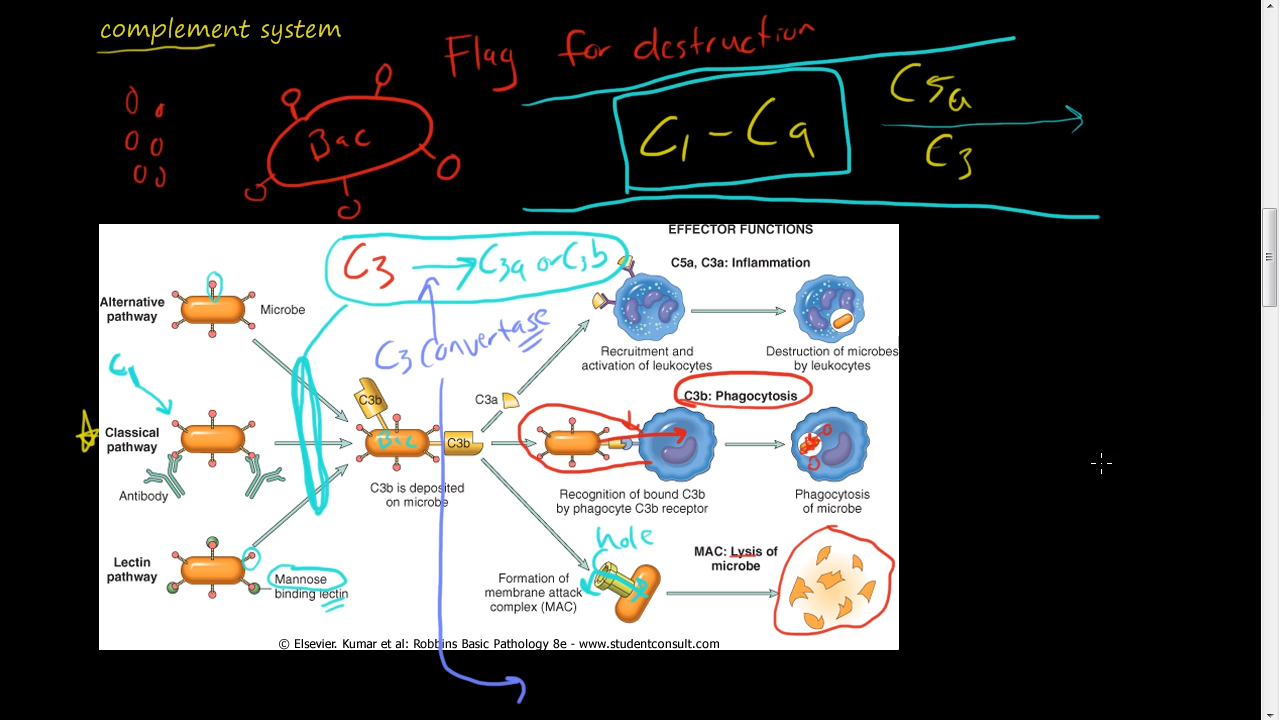 complement system
Flag for destruction
Bac
C1 - C9
C5a
C3
EFFECTOR FUNCTIONS
C3 → C3a or C3b
C5a, C3a: Inflammation
Alternative
pathway
Microbe
C3 convertase
Recruitment and
activation of leukocytes
Destruction of microbes
by leukocytes
C1
C3b
C3a
C3b: Phagocytosis
Classical
pathway
Bac
C3b
Antibody
C3b is deposited
on microbe
Recognition of bound C3b
by phagocyte C3b receptor
Phagocytosis
of microbe
hole
Lectin
pathway
Mannose
binding lectin
Formation of
membrane attack
complex (MAC)
MAC: Lysis of
microbe
© Elsevier. Kumar et al: Robbins Basic Pathology 8e - www.studentconsult.com